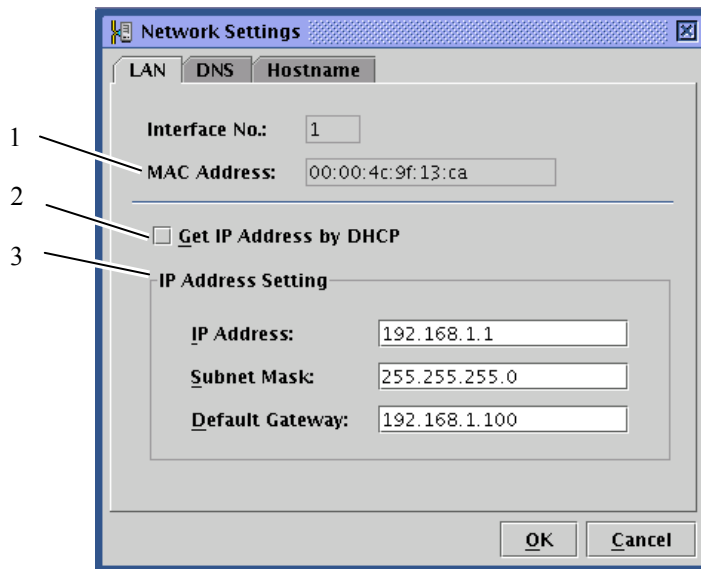 Network Settings
LAN DNS Hostname
Interface No.: 1
1
MAC Address: 00:00:4c:9f:13:ca
2
Get IP Address by DHCP
3
IP Address Setting
IP Address: 192.168.1.1
Subnet Mask: 255.255.255.0
Default Gateway: 192.168.1.100
OK Cancel